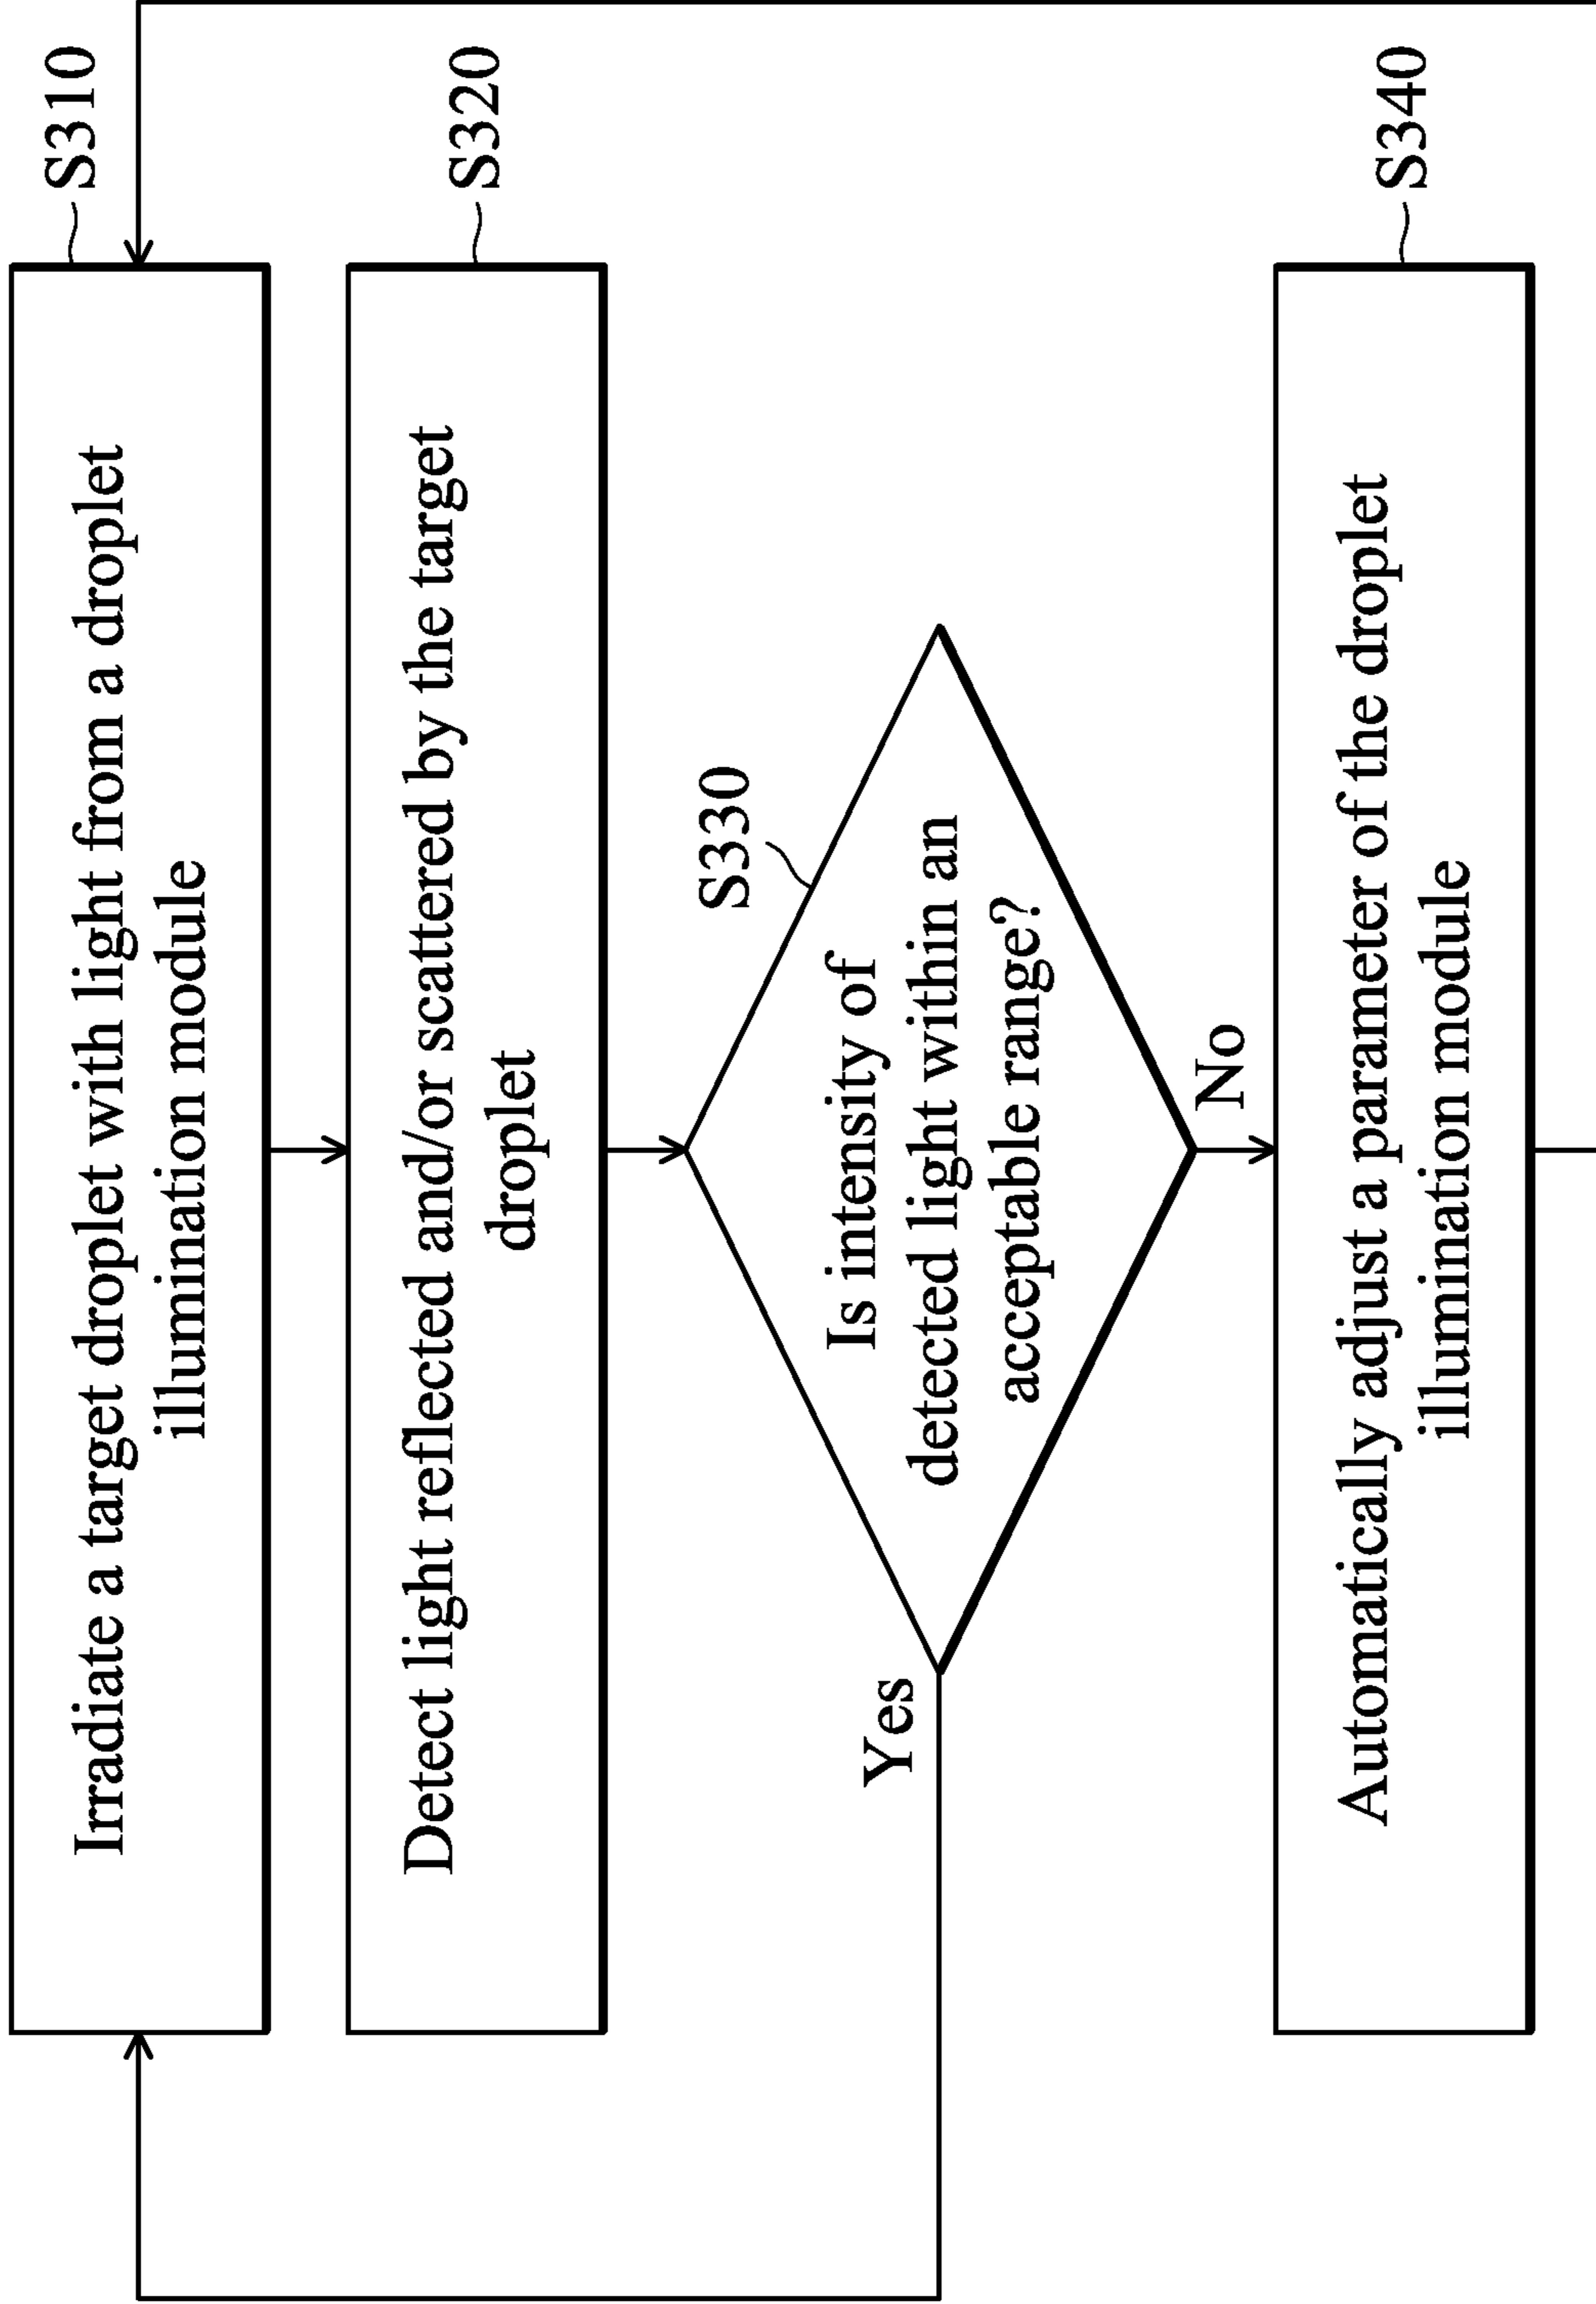 S310
Irradiate a target droplet with light from a droplet
illumination module
S320
Detect light reflected and/or scattered by the target
droplet
S330
Is intensity of
detected light within an
acceptable range?
Yes
No
S340
Automatically adjust a parameter of the droplet
illumination module